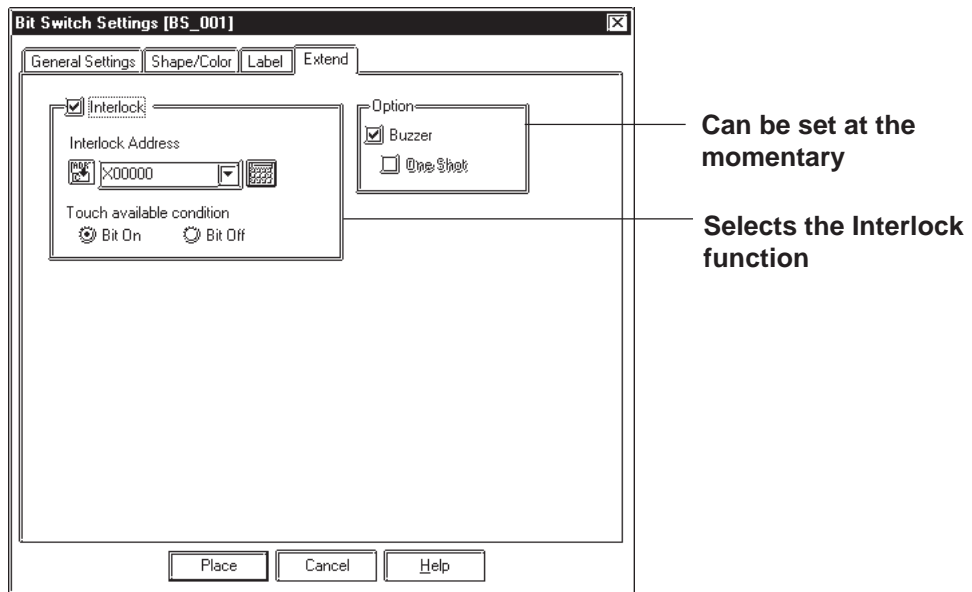 Bit Switch Settings [BS_001]
General Settings Shape/Color Label Extend
Interlock
Interlock Address
X00000
Touch available condition
Bit On Bit Off
Option
Buzzer
One Shot
Can be set at the
momentary
Selects the Interlock
function
Place Cancel Help